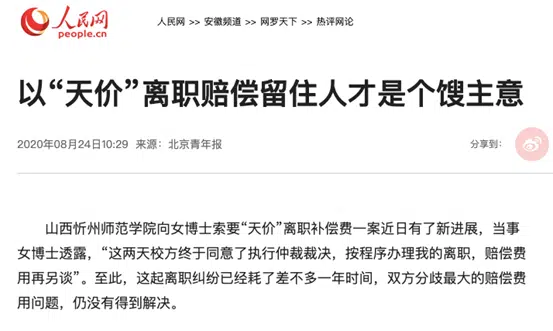 人民网
people.cn
人民网 >> 安徽频道 >> 网罗天下 >> 热评网论
以“天价”离职赔偿留住人才是个馊主意
2020年08月24日10:29 来源：北京青年报
分享到：
山西忻州师范学院向女博士索要“天价”离职补偿费一案近日有了新进展，当事
女博士透露，“这两天校方终于同意了执行仲裁裁决，按程序办理我的离职，赔偿费
用再另谈”。至此，这起离职纠纷已经耗了差不多一年时间，双方分歧最大的赔偿费
用问题，仍没有得到解决。